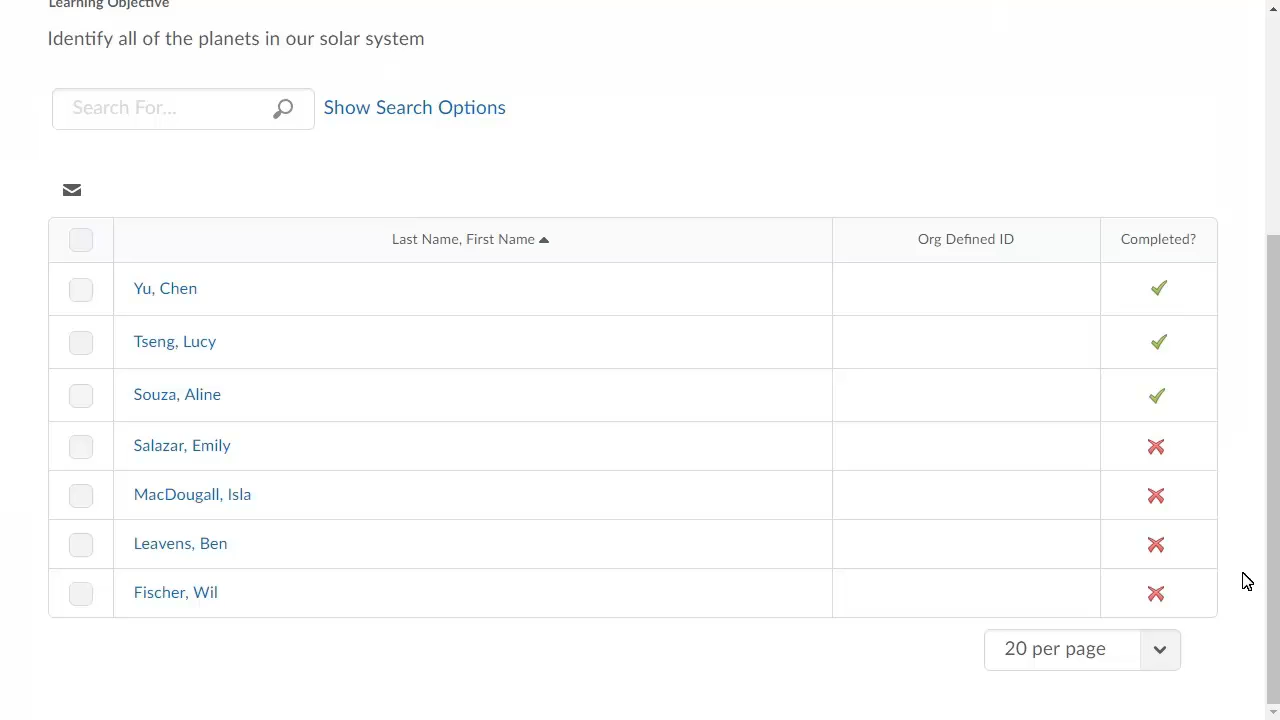 Learning Objective
Identify all of the planets in our solar system
Search For...
Show Search Options
Last Name, First Name
Org Defined ID
Completed?
Yu, Chen
Tseng, Lucy
Souza, Aline
Salazar, Emily
MacDougall, Isla
Leavens, Ben
Fischer, Wil
20 per page